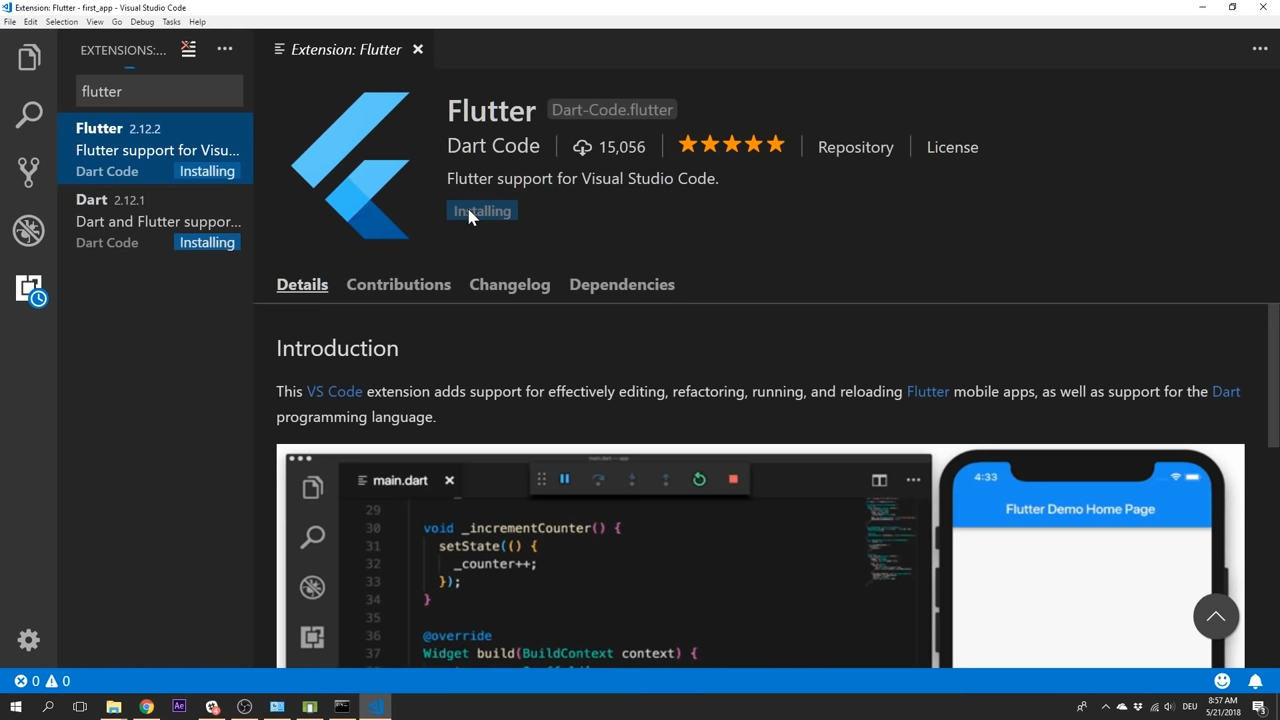 Extension: Flutter - first_app - Visual Studio Code
File Edit Selection View Go Debug Tasks Help
EXTENSIONS:...
Extension: Flutter
flutter
Flutter 2.12.2
Flutter support for Visu...
Dart Code Installing
Dart 2.12.1
Dart and Flutter suppor...
Dart Code Installing
Flutter Dart-Code.flutter
Dart Code 15,056 Repository License
Flutter support for Visual Studio Code.
Installing
Details Contributions Changelog Dependencies
Introduction
This VS Code extension adds support for effectively editing, refactoring, running, and reloading Flutter mobile apps, as well as support for the Dart
programming language.
main.dart
29
30 void _incrementCounter() {
31 setState(() {
32 _counter++;
33 });
34 }
35
36 @override
37 Widget build(BuildContext context) {
4:33
Flutter Demo Home Page
0 0
Ae
DEU
8:57 AM
5/21/2018
3